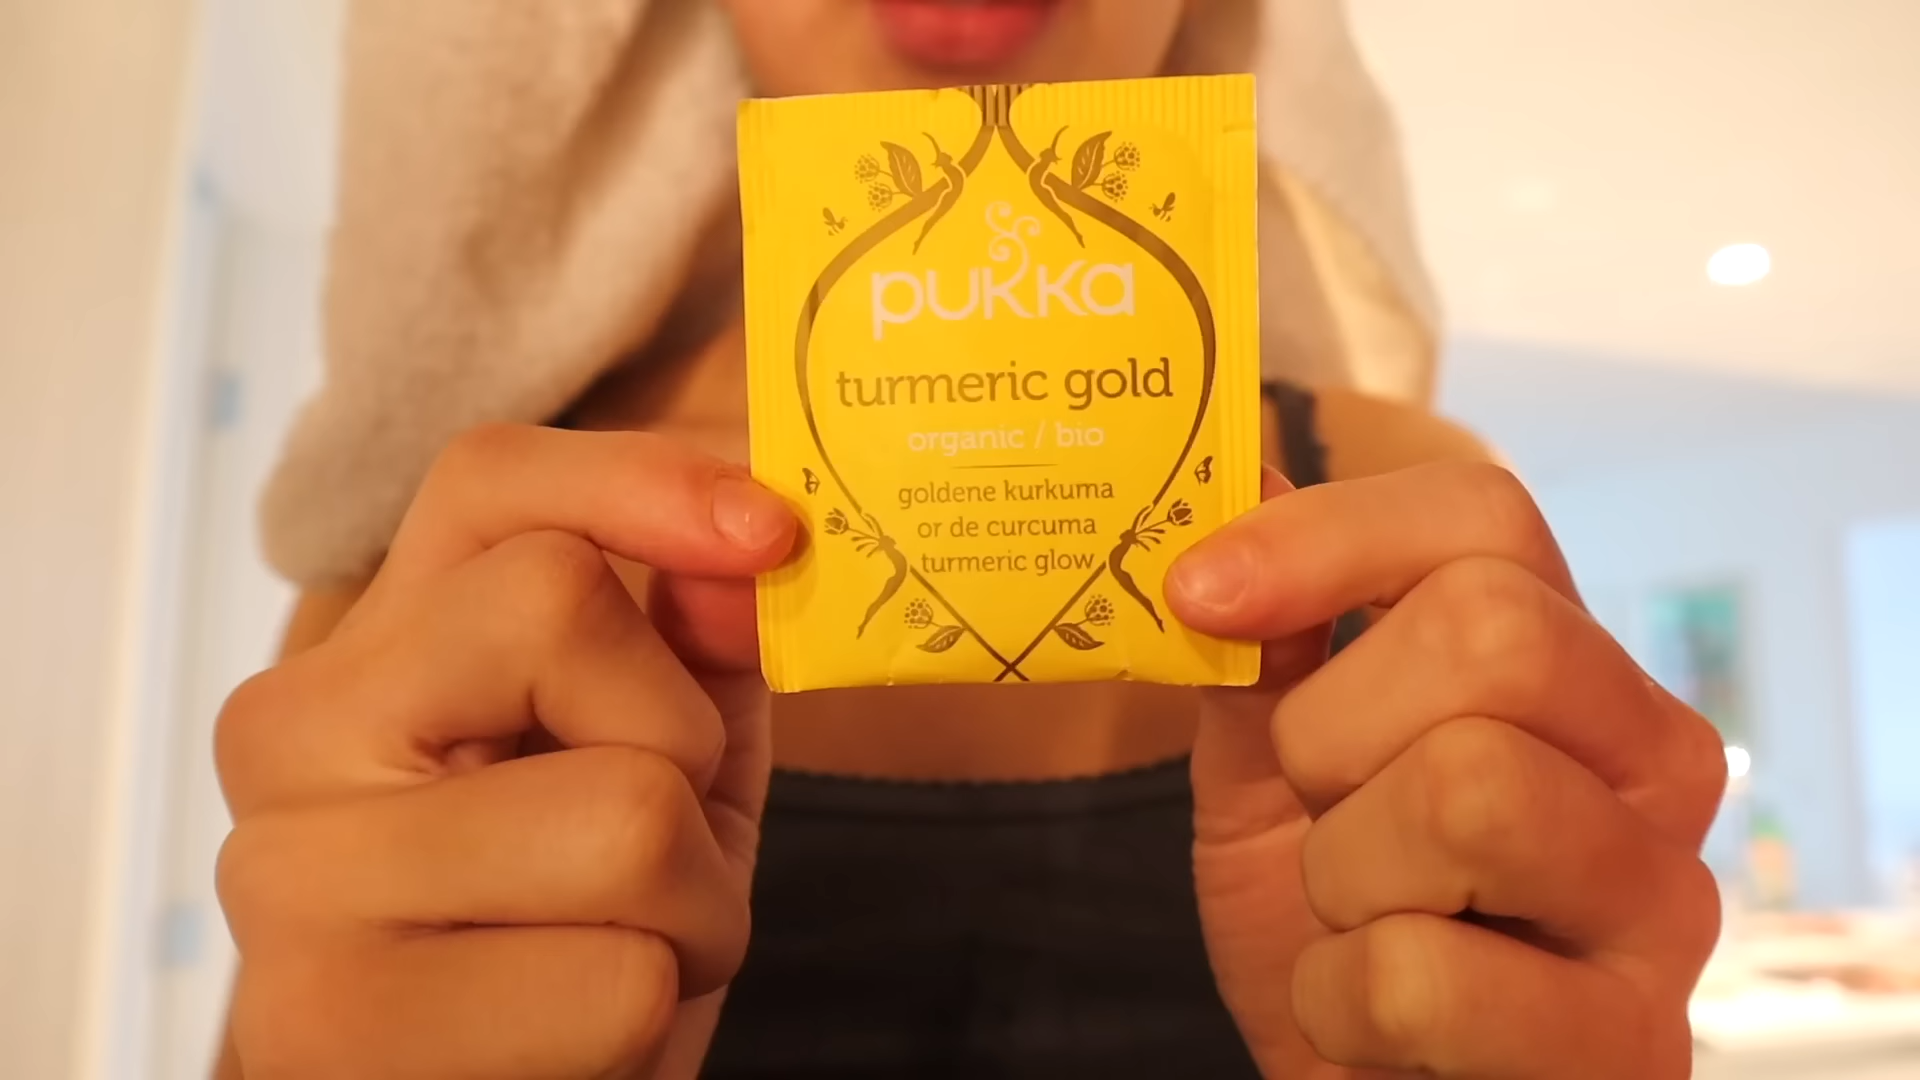 pukka
turmeric gold
organic / bio
goldene kurkuma
or de curcuma
turmeric glow